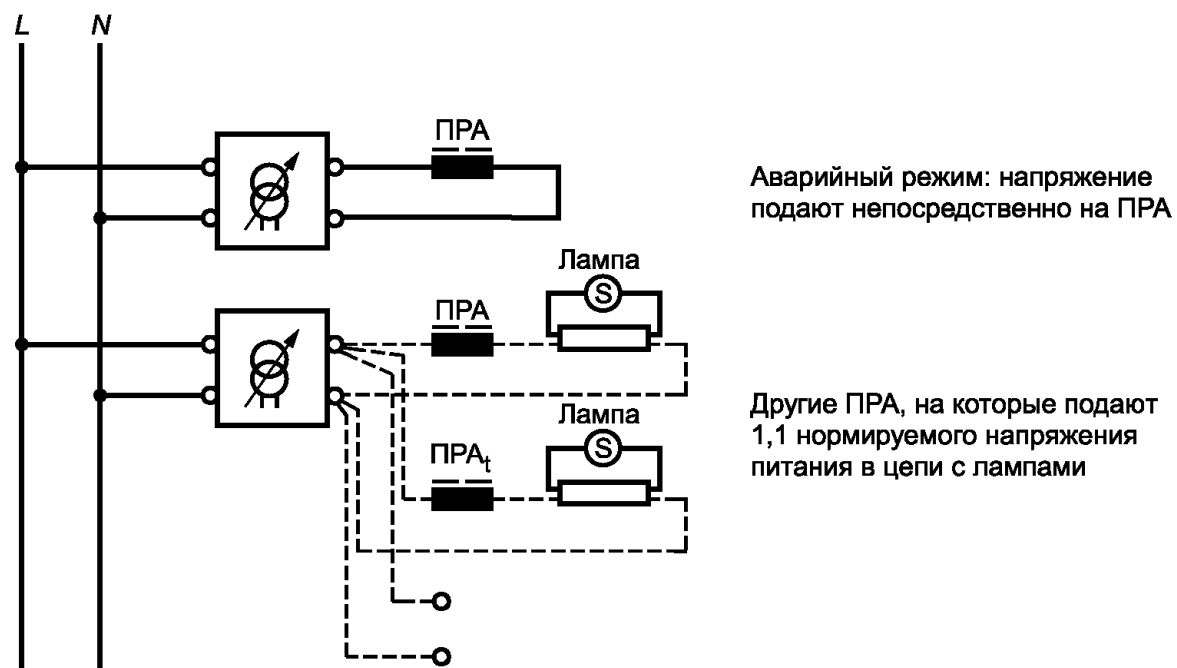 L N
ПРА
Аварийный режим: напряжение
подают непосредственно на ПРА
Лампа
S
ПРА
Другие ПРА, на которые подают
1,1 нормируемого напряжения
питания в цепи с лампами
Лампа
S
ПРАt